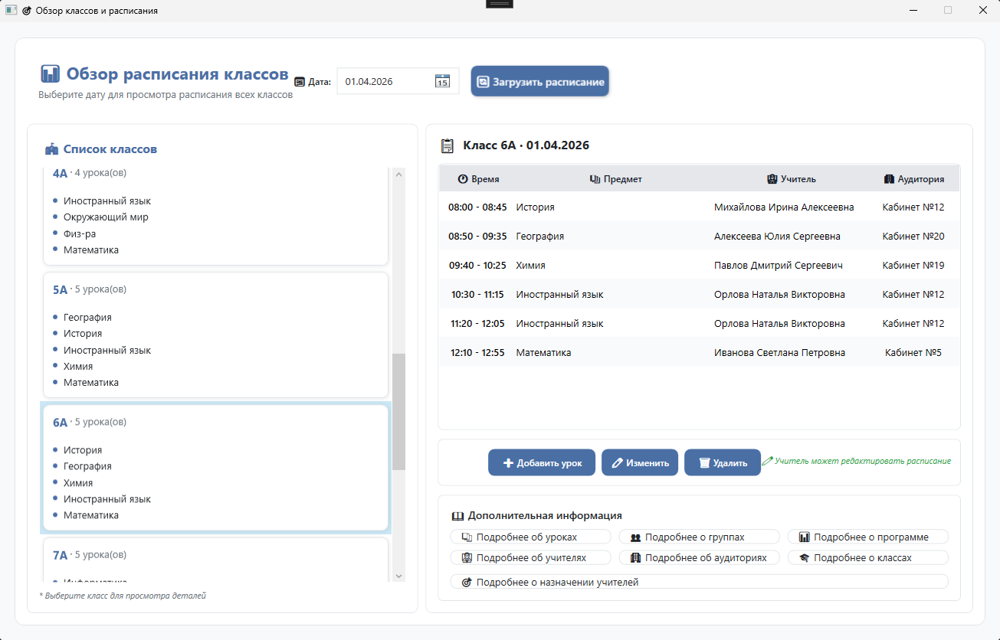 Обзор классов и расписания
Обзор расписания классов
Выберите дату для просмотра расписания всех классов
Дата:
01.04.2026
15
Загрузить расписание
Список классов
4А · 4 урока(ов)
Иностранный язык
Окружающий мир
Физ-ра
Математика
5А · 5 урока(ов)
География
История
Иностранный язык
Химия
Математика
6А · 5 урока(ов)
История
География
Химия
Иностранный язык
Математика
7А · 5 урока(ов)
Информатика
* Выберите класс для просмотра деталей
Класс 6А · 01.04.2026
Время Предмет Учитель Аудитория
08:00 - 08:45 История Михайлова Ирина Алексеевна Кабинет №12
08:50 - 09:35 География Алексеева Юлия Сергеевна Кабинет №20
09:40 - 10:25 Химия Павлов Дмитрий Сергеевич Кабинет №19
10:30 - 11:15 Иностранный язык Орлова Наталья Викторовна Кабинет №12
11:20 - 12:05 Иностранный язык Орлова Наталья Викторовна Кабинет №12
12:10 - 12:55 Математика Иванова Светлана Петровна Кабинет №5
Добавить урок Изменить Удалить Учитель может редактировать расписание
Дополнительная информация
Подробнее об уроках Подробнее о группах Подробнее о программе
Подробнее об учителях Подробнее об аудиториях Подробнее о классах
Подробнее о назначении учителей